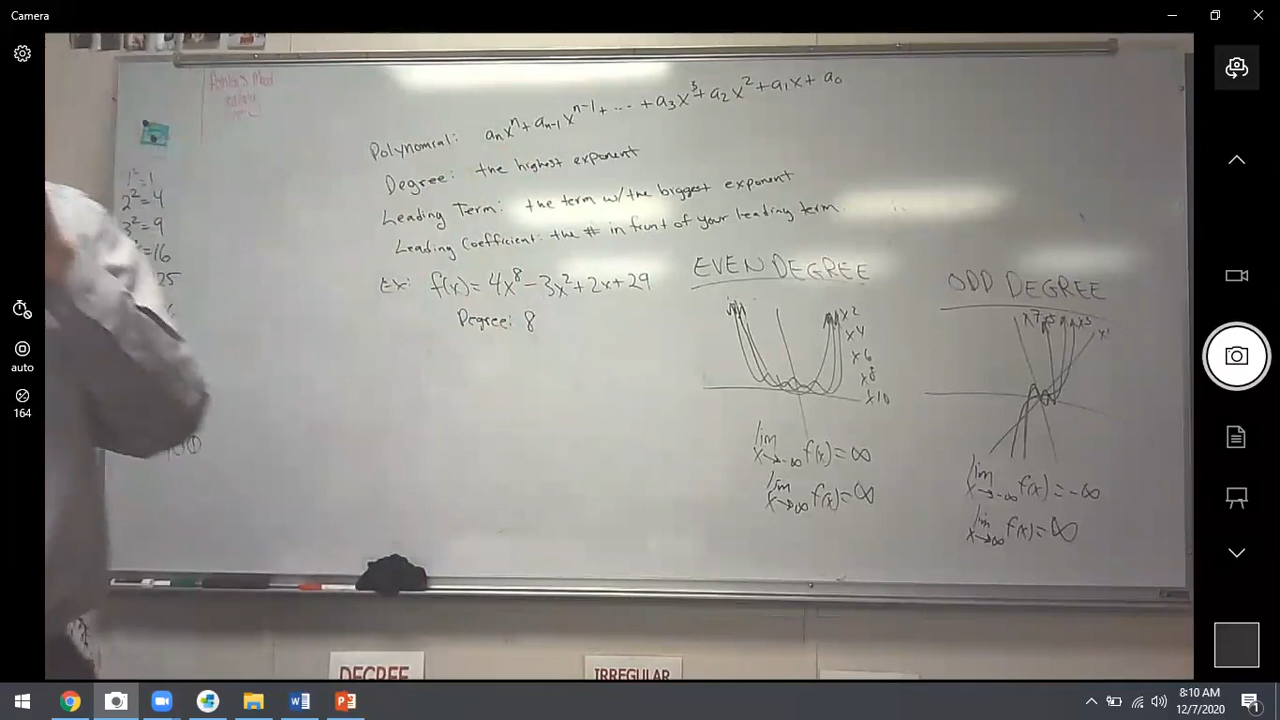 Camera
auto
164
1²=1
2²=4
3²=9
=16
25
Polynomial: aₙxⁿ+aₙ₋₁xⁿ⁻¹+...+a₃x³+a₂x²+a₁x+a₀
Degree: the highest exponent
Leading Term: the term w/the biggest exponent
Leading Coefficient: the # in front of your leading term
Ex: f(x)=4x⁸-3x²+2x+29
Degree: 8
EVEN DEGREE
x2
x4
x6
x8
x10
lim x→-∞ f(x)=∞
lim x→∞ f(x)=∞
ODD DEGREE
lim x→-∞ f(x)=-∞
lim x→∞ f(x)=∞
DEGREE
IRREGULAR
8:10 AM
12/7/2020